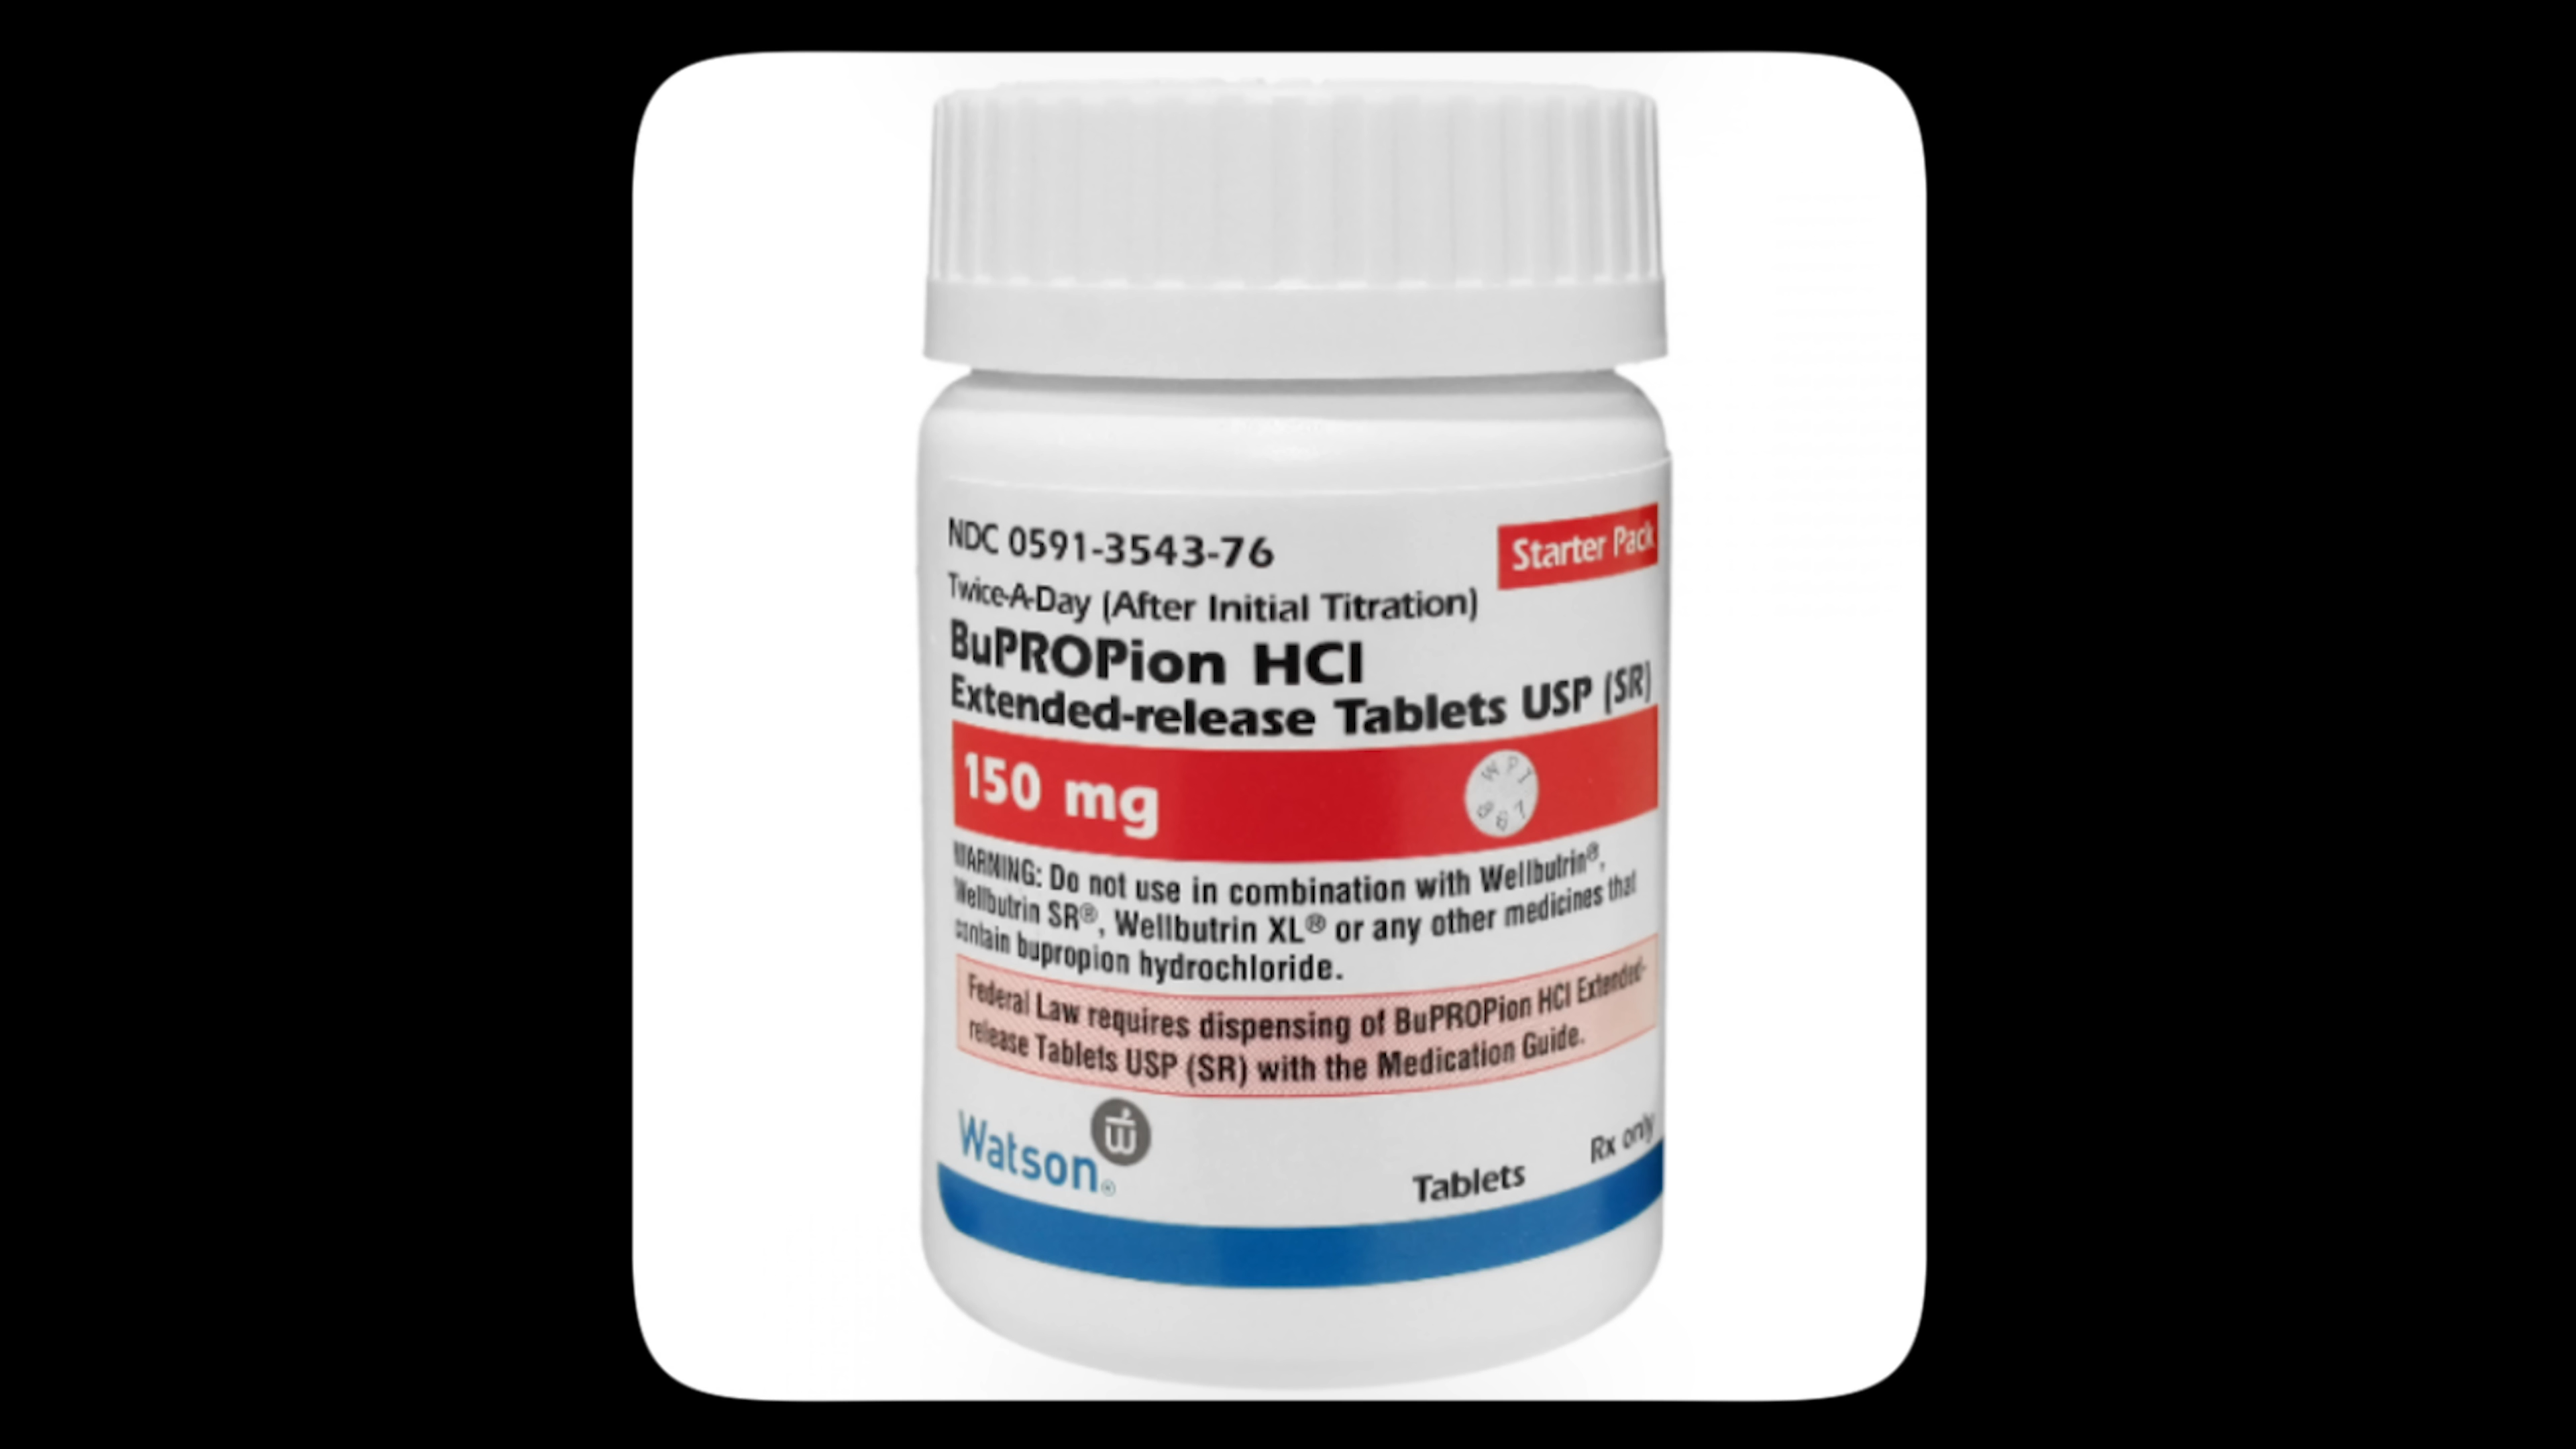 NDC 0591-3543-76
Starter Pack
Twice-A-Day (After Initial Titration)
BuPROPion HCl
Extended-release Tablets USP (SR)
150 mg
WPI
867
WARNING: Do not use in combination with Wellbutrin®,
Wellbutrin SR®, Wellbutrin XL® or any other medicines that
contain bupropion hydrochloride.
Federal Law requires dispensing of BuPROPion HCl Extended-
release Tablets USP (SR) with the Medication Guide.
Watson®
Tablets
Rx only